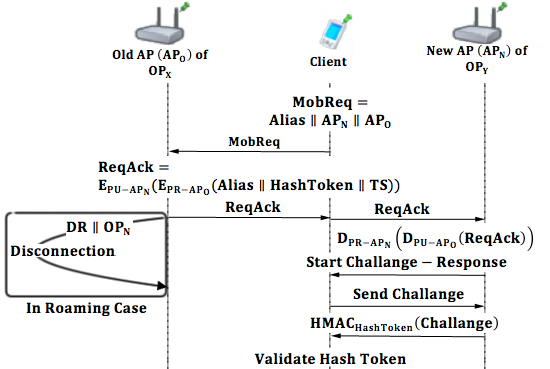 Old AP (AP_O) of
OP_X
Client
New AP (AP_N) of
OP_Y
MobReq =
Alias ∥ AP_N ∥ AP_O
MobReq
ReqAck =
E_PU−AP_N(E_PR−AP_O(Alias ∥ HashToken ∥ TS))
ReqAck
ReqAck
DR ∥ OP_N
Disconnection
In Roaming Case
D_PR−AP_N(D_PU−AP_O(ReqAck))
Start Challange − Response
Send Challange
HMAC_HashToken(Challange)
Validate Hash Token